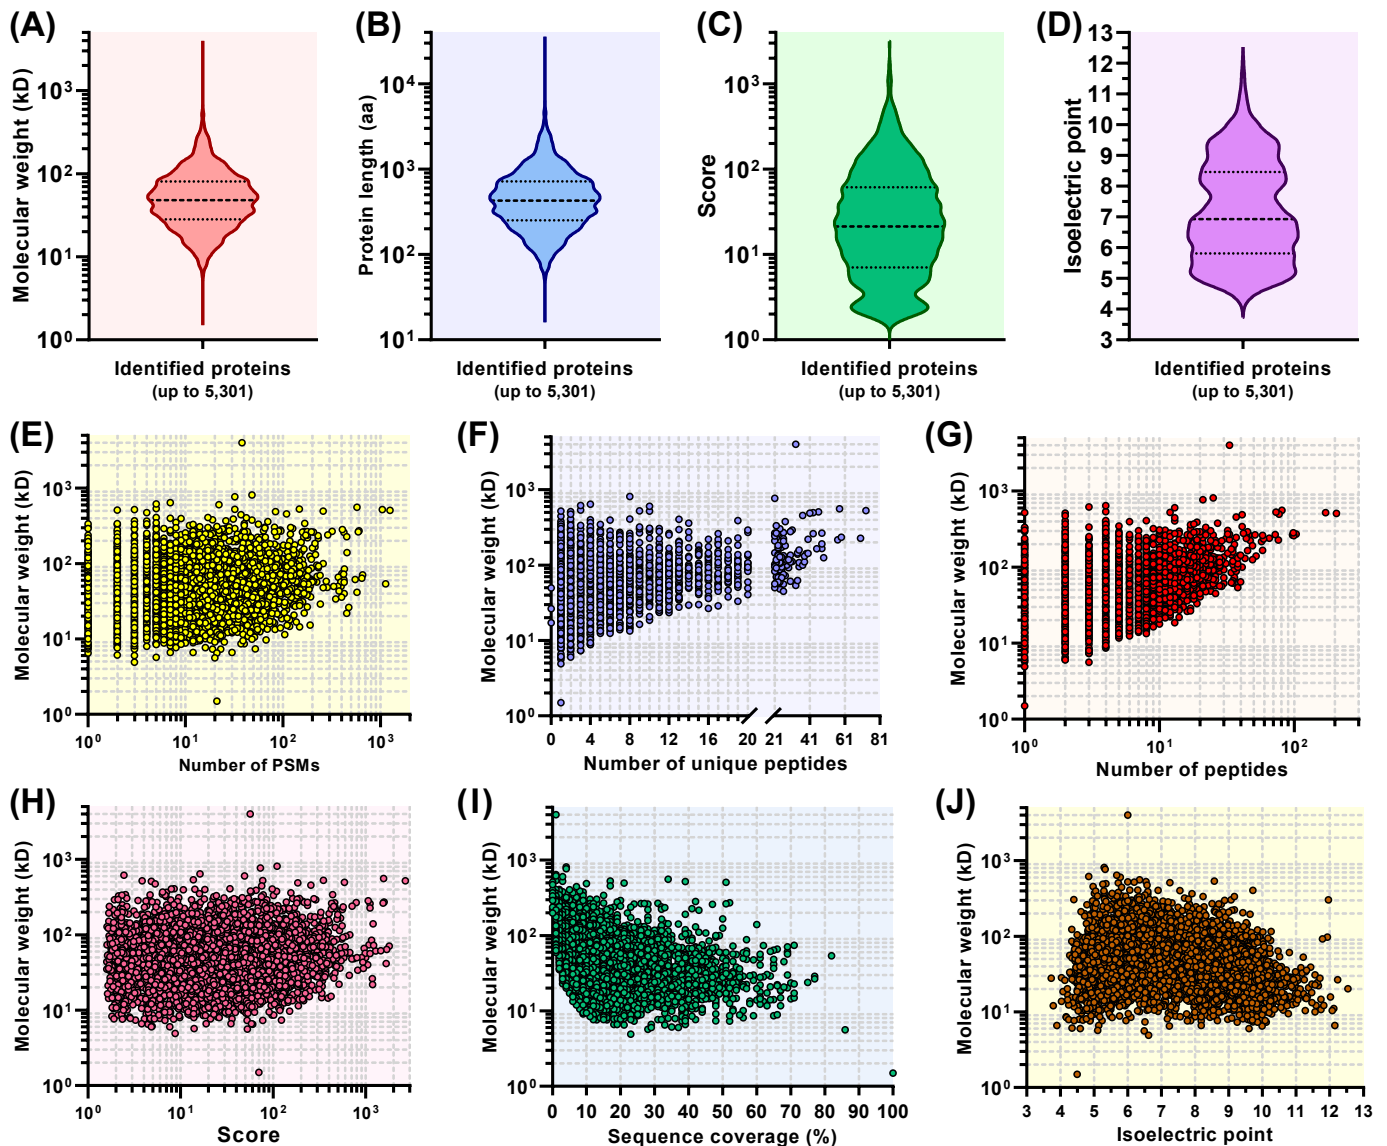 (A)
Molecular weight (kD)
10³
10²
10¹
10⁰
Identified proteins
(up to 5,301)
(B)
Protein length (aa)
10⁴
10³
10²
10¹
Identified proteins
(up to 5,301)
(C)
Score
10³
10²
10¹
10⁰
Identified proteins
(up to 5,301)
(D)
Isoelectric point
13
12
11
10
9
8
7
6
5
4
3
Identified proteins
(up to 5,301)
(E)
Molecular weight (kD)
10³
10²
10¹
10⁰
10⁰ 10¹ 10² 10³
Number of PSMs
(F)
Molecular weight (kD)
10³
10²
10¹
10⁰
0 4 8 12 16 20 21 41 61 81
Number of unique peptides
(G)
Molecular weight (kD)
10³
10²
10¹
10⁰
10⁰ 10¹ 10²
Number of peptides
(H)
Molecular weight (kD)
10³
10²
10¹
10⁰
10⁰ 10¹ 10² 10³
Score
(I)
Molecular weight (kD)
10³
10²
10¹
10⁰
0 10 20 30 40 50 60 70 80 90 100
Sequence coverage (%)
(J)
Molecular weight (kD)
10³
10²
10¹
10⁰
3 4 5 6 7 8 9 10 11 12 13
Isoelectric point